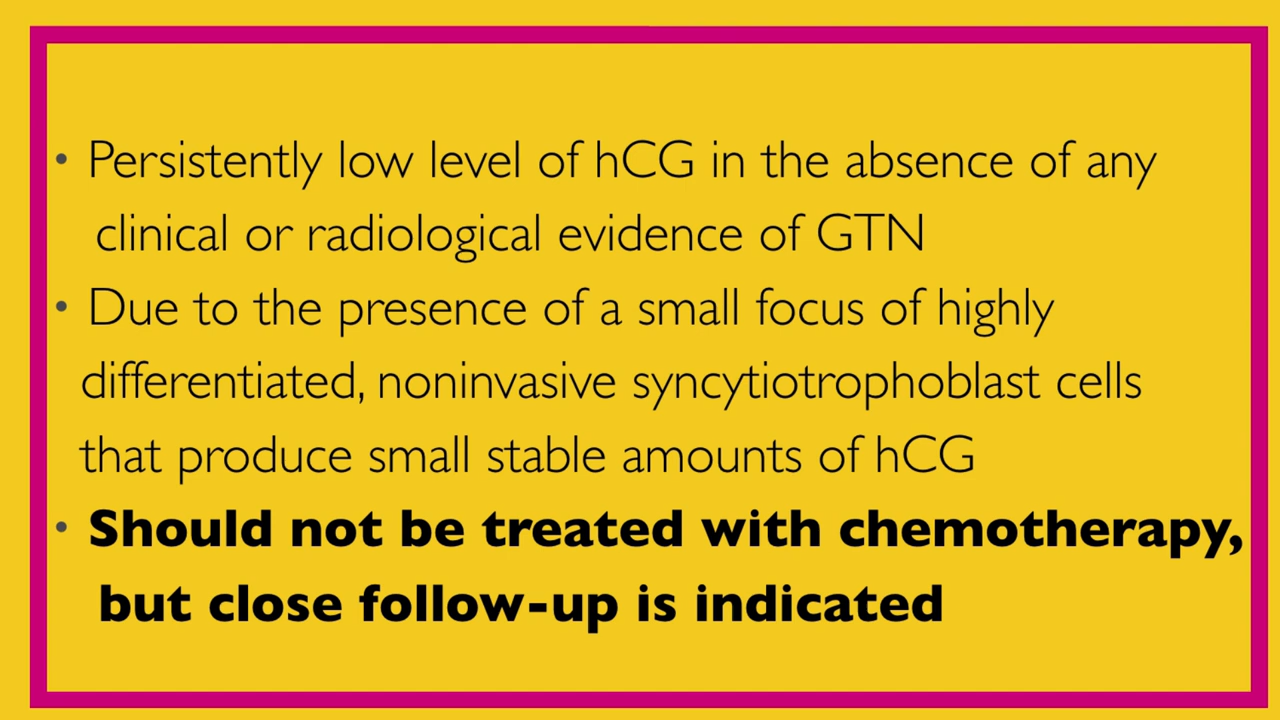 • Persistently low level of hCG in the absence of any
clinical or radiological evidence of GTN
• Due to the presence of a small focus of highly
differentiated, noninvasive syncytiotrophoblast cells
that produce small stable amounts of hCG
• Should not be treated with chemotherapy,
but close follow-up is indicated